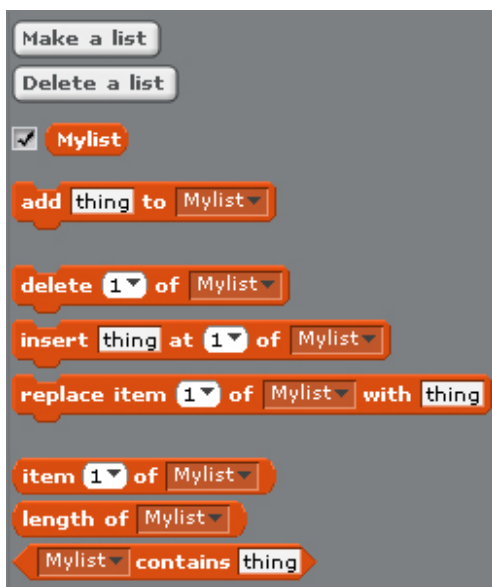 Make a list
Delete a list
Mylist
add thing to Mylist
delete 1 of Mylist
insert thing at 1 of Mylist
replace item 1 of Mylist with thing
item 1 of Mylist
length of Mylist
Mylist contains thing